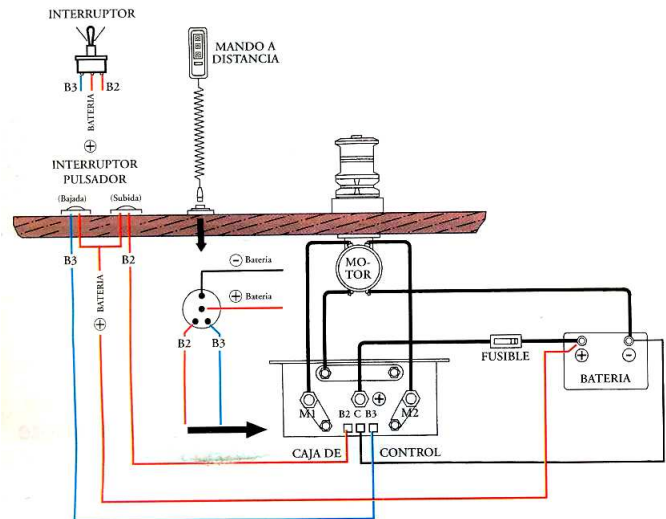 INTERRUPTOR
B3
BATERIA
B2
+
MANDO A
DISTANCIA
INTERRUPTOR
PULSADOR
(Bajada)
(Subida)
B3
BATERIA
+
B2
− Bateria
+ Bateria
B2
B3
MO-
TOR
FUSIBLE
+
−
BATERIA
M1
B2 C B3
+
M2
CAJA DE
CONTROL